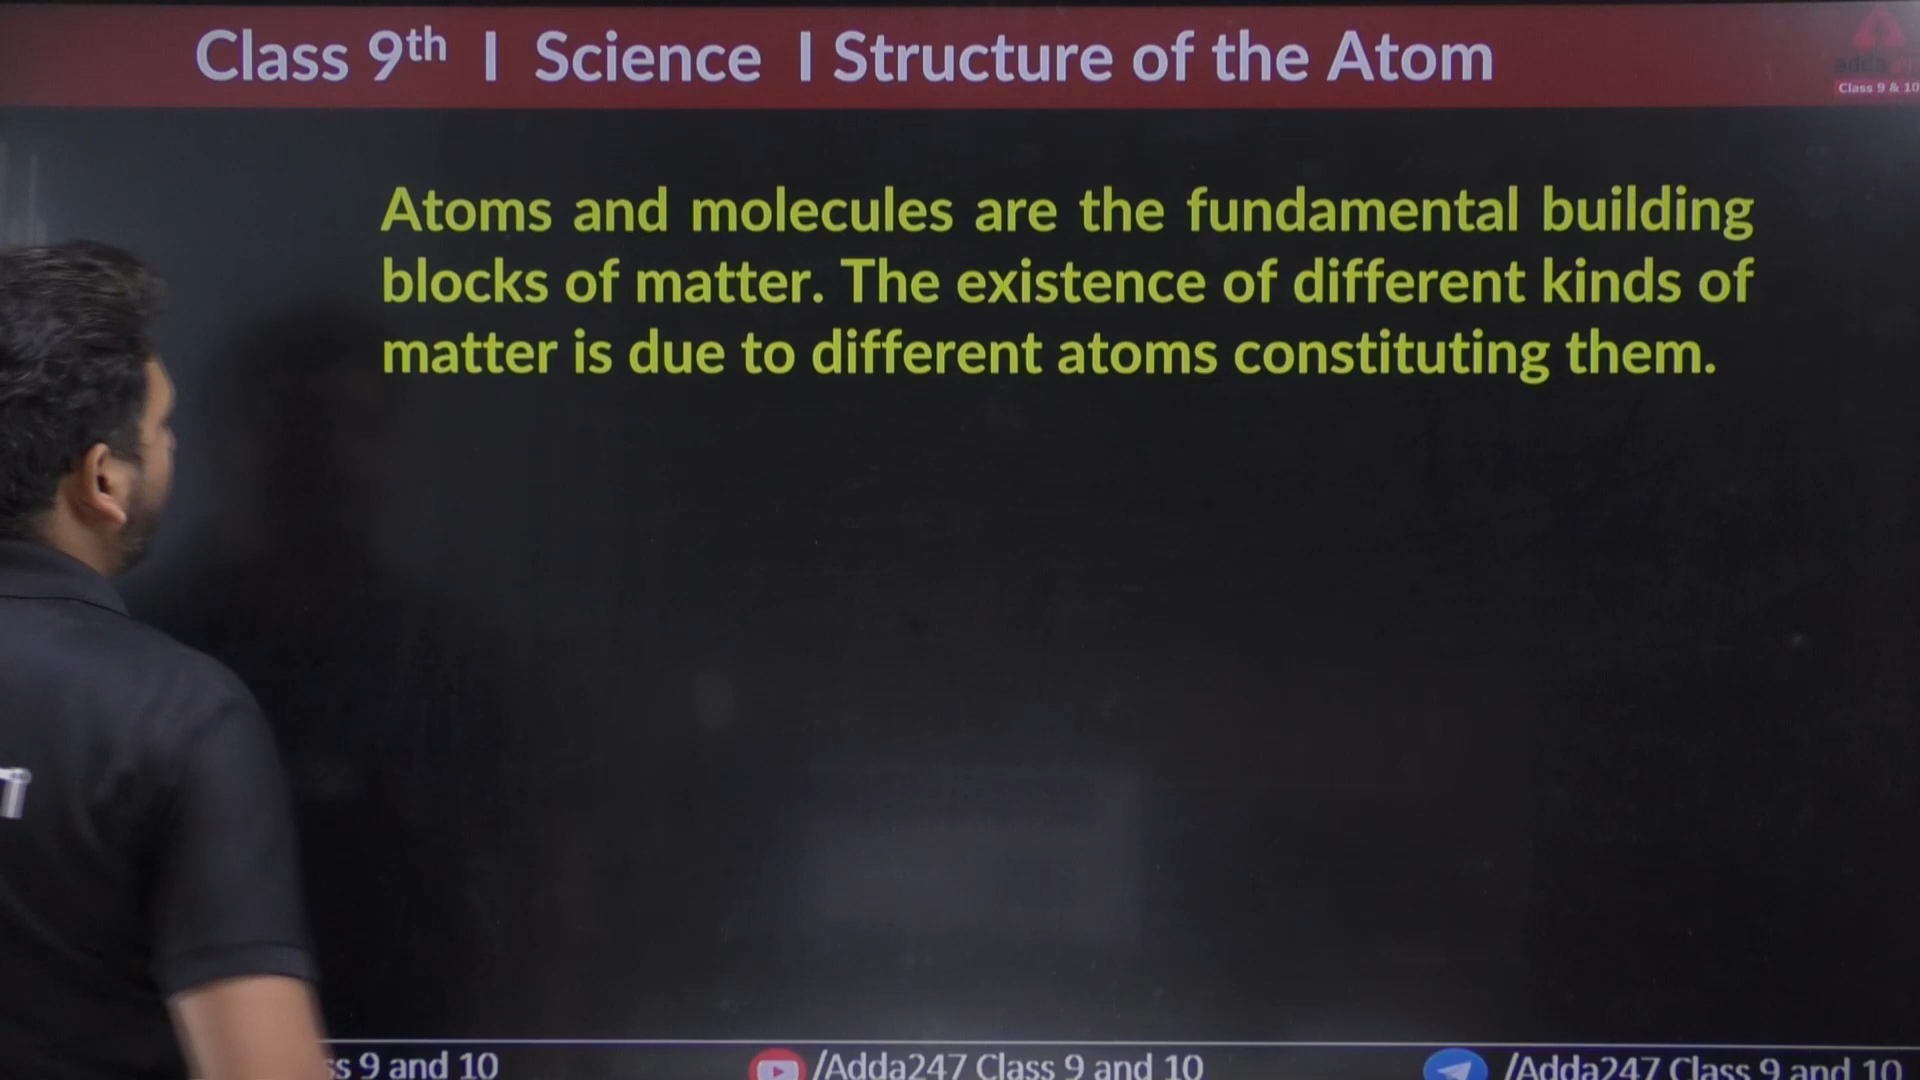 Class 9th I Science I Structure of the Atom
adda
Class 9 & 10
Atoms and molecules are the fundamental building
blocks of matter. The existence of different kinds of
matter is due to different atoms constituting them.
ss 9 and 10
/Adda247 Class 9 and 10
/Adda247 Class 9 and 10